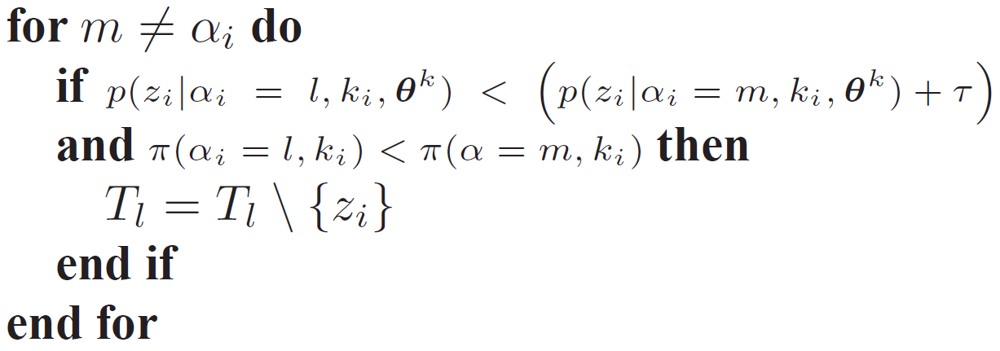 for m ≠ α_i do
if p(z_i|α_i = l, k_i, θ^k) < (p(z_i|α_i = m, k_i, θ^k) + τ)
and π(α_i = l, k_i) < π(α = m, k_i) then
T_l = T_l \ {z_i}
end if
end for